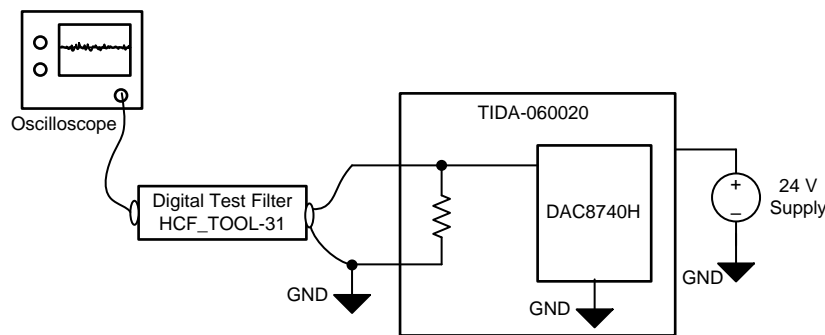 Oscilloscope
TIDA-060020
Digital Test Filter
HCF_TOOL-31
DAC8740H
+
–
24 V
Supply
GND
GND
GND